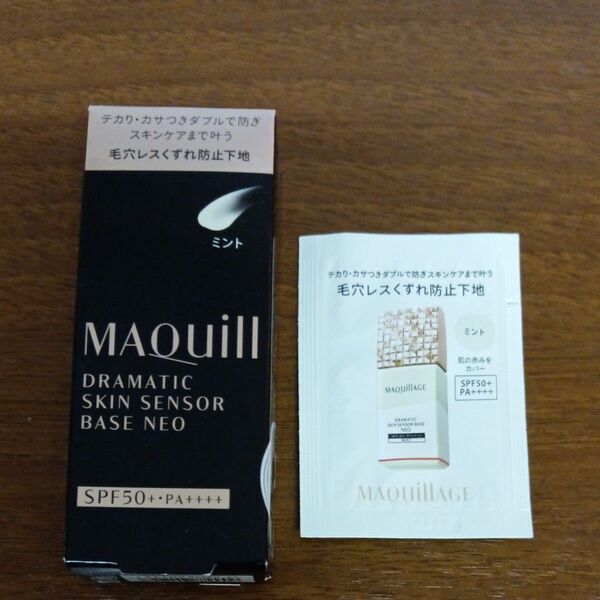 テカリ・カサつきダブルで防ぎ
スキンケアまで叶う
毛穴レスくずれ防止下地
ミント
MAQuill
DRAMATIC
SKIN SENSOR
BASE NEO
SPF50+・PA++++
テカリ・カサつきダブルで防ぎスキンケアまで叶う
毛穴レスくずれ防止下地
ミント
肌の赤みを
カバー
SPF50+
PA++++
MAQuillAGE
DRAMATIC
SKIN SENSOR BASE
NEO
MAQuillAGE